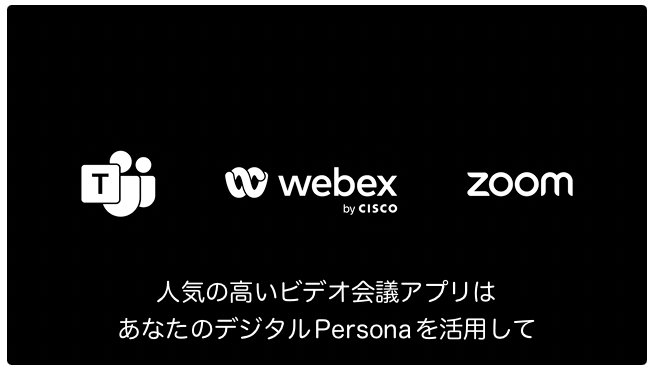 T
webex
by CISCO
zoom
人気の高いビデオ会議アプリは
あなたのデジタルPersonaを活用して